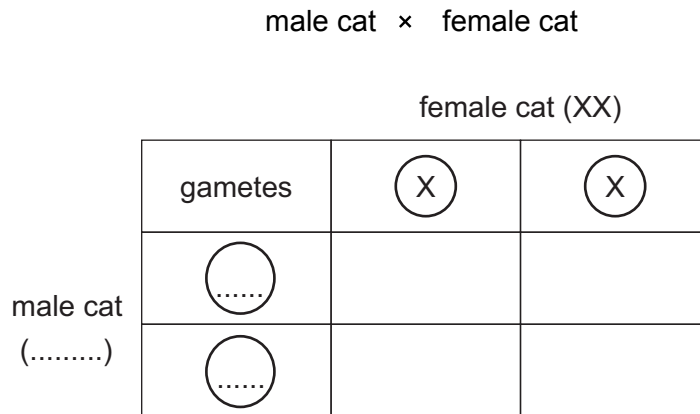 male cat × female cat
female cat (XX)
gametes X X
......
male cat
(.........)
......